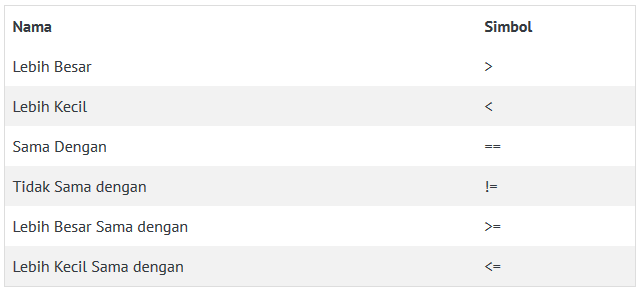 Nama Simbol
Lebih Besar >
Lebih Kecil <
Sama Dengan ==
Tidak Sama dengan !=
Lebih Besar Sama dengan >=
Lebih Kecil Sama dengan <=